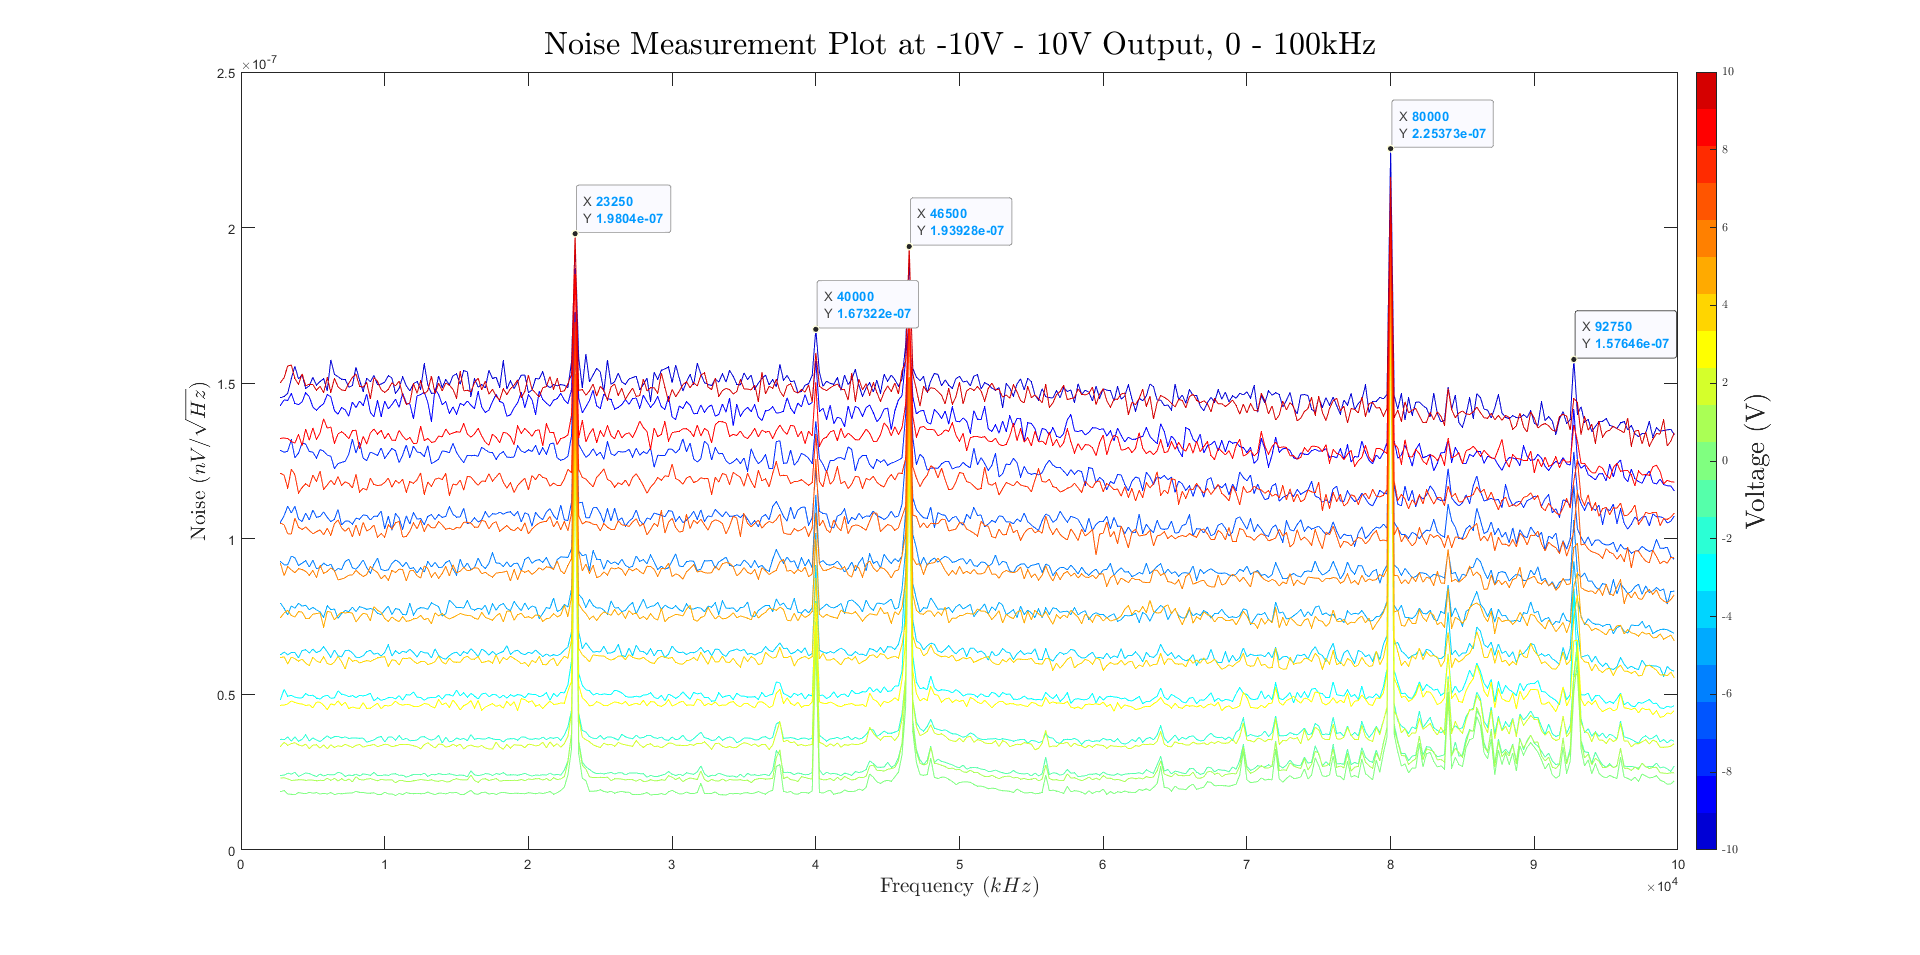 Noise Measurement Plot at -10V - 10V Output, 0 - 100kHz
×10⁻⁷
2.5
2
1.5
1
0.5
0
Noise (nV/√Hz)
X 23250
Y 1.9804e-07
X 40000
Y 1.67322e-07
X 46500
Y 1.93928e-07
X 80000
Y 2.25373e-07
X 92750
Y 1.57646e-07
0 1 2 3 4 5 6 7 8 9 10
×10⁴
Frequency (kHz)
10
8
6
4
2
0
-2
-4
-6
-8
-10
Voltage (V)